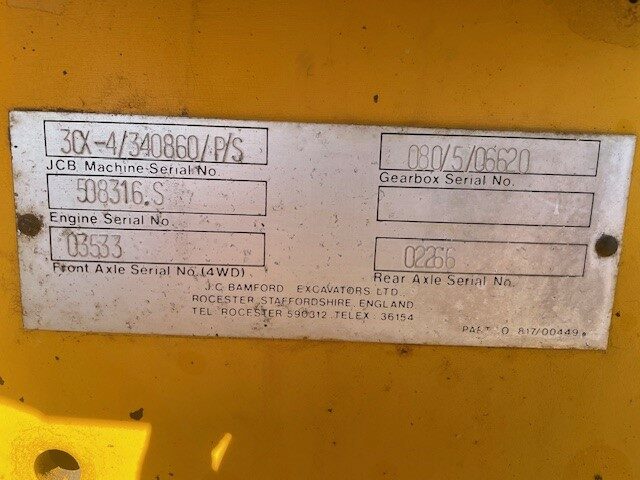 3CX-4/340860/P/S
JCB Machine Serial No.
508316.S
Engine Serial No.
03533
Front Axle Serial No.(4WD)
080/5/06620
Gearbox Serial No.
02266
Rear Axle Serial No.
J.C. BAMFORD EXCAVATORS LTD
ROCESTER STAFFORDSHIRE, ENGLAND
TEL ROCESTER 590312 TELEX 36154
817/00449